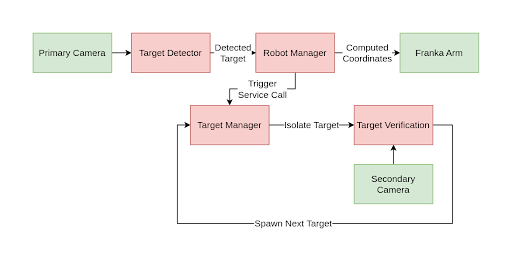 Primary Camera
Target Detector
Detected
Target
Robot Manager
Computed
Coordinates
Franka Arm
Trigger
Service Call
Target Manager
Isolate Target
Target Verification
Secondary
Camera
Spawn Next Target